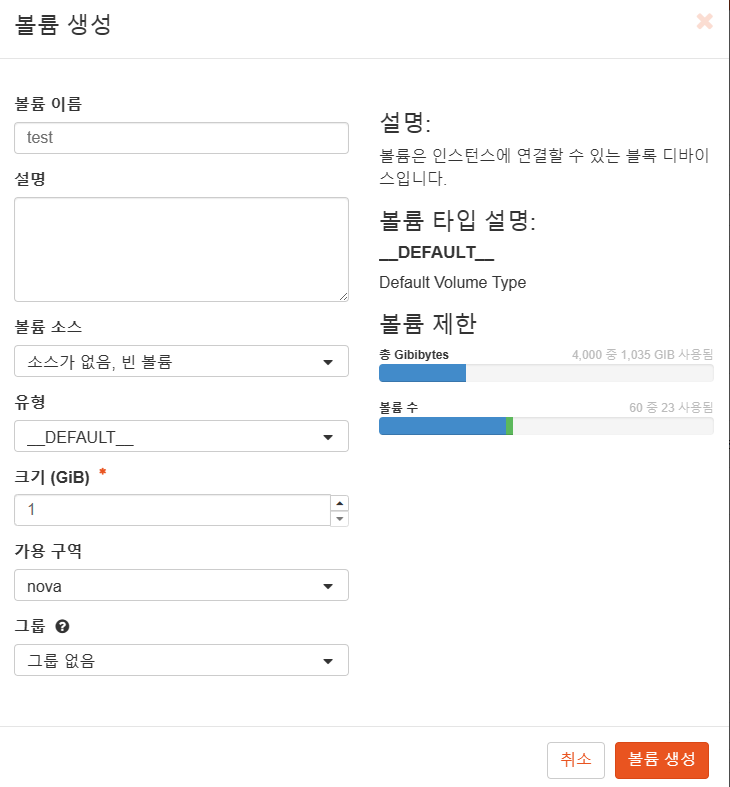 볼륨 생성
볼륨 이름
test
설명
볼륨 소스
소스가 없음, 빈 볼륨
유형
__DEFAULT__
크기 (GiB) *
1
가용 구역
nova
그룹
그룹 없음
설명:
볼륨은 인스턴스에 연결할 수 있는 블록 디바이
스입니다.
볼륨 타입 설명:
__DEFAULT__
Default Volume Type
볼륨 제한
총 Gibibytes 4,000 중 1,035 GIB 사용됨
볼륨 수 60 중 23 사용됨
취소 볼륨 생성